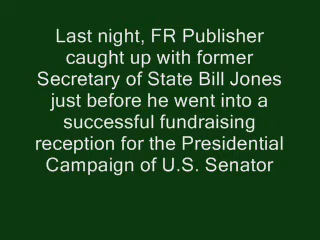 Last night, FR Publisher
caught up with former
Secretary of State Bill Jones
just before he went into a
successful fundraising
reception for the Presidential
Campaign of U.S. Senator